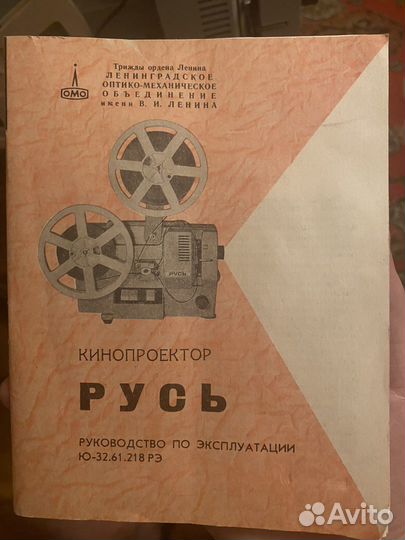 Трижды ордена Ленина
ЛЕНИНГРАДСКОЕ
ОПТИКО-МЕХАНИЧЕСКОЕ
ОБЪЕДИНЕНИЕ
имени В. И. ЛЕНИНА
ОМО
РУСЬ
КИНОПРОЕКТОР
РУСЬ
РУКОВОДСТВО ПО ЭКСПЛУАТАЦИИ
Ю-32.61.218 РЭ
Avito